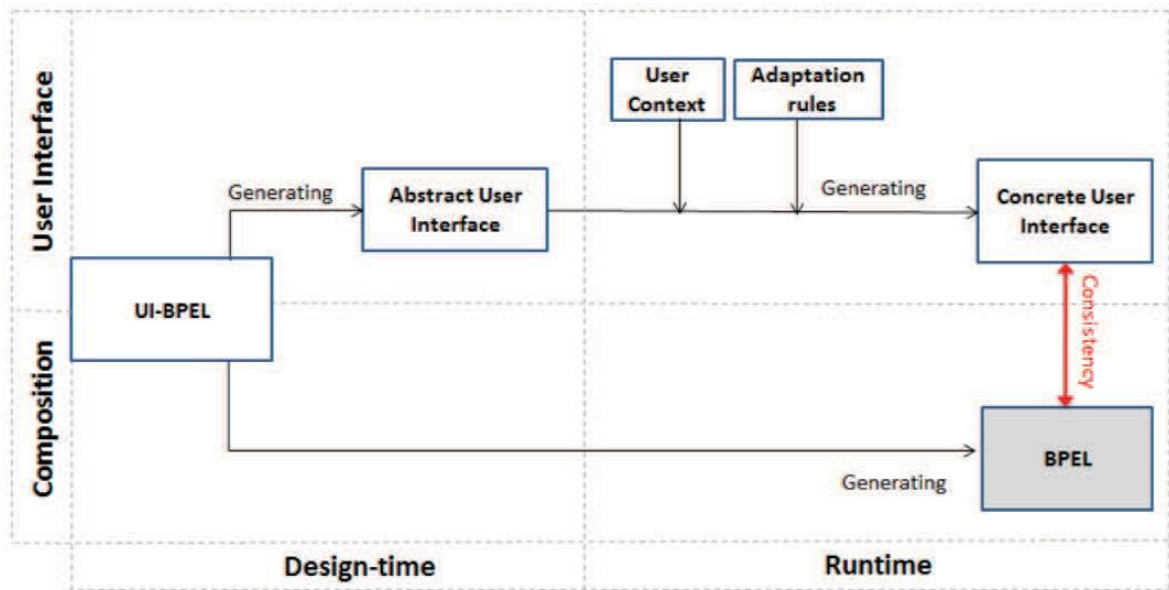 User Interface
Composition
User
Context
Adaptation
rules
Generating
Abstract User
Interface
Generating
Concrete User
Interface
UI-BPEL
Consistency
BPEL
Generating
Design-time
Runtime